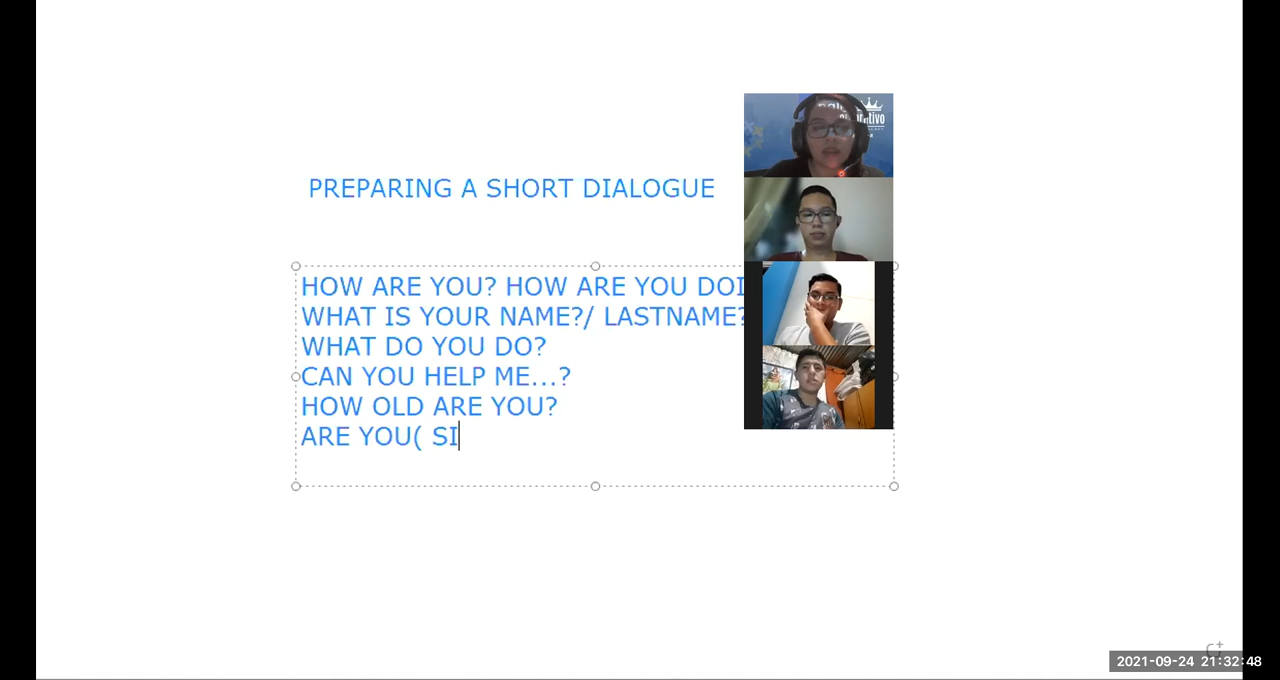 PREPARING A SHORT DIALOGUE
HOW ARE YOU? HOW ARE YOU
WHAT IS YOUR NAME?/ LASTNAME?
WHAT DO YOU DO?
CAN YOU HELP ME...?
HOW OLD ARE YOU?
ARE YOU( SI
2021-09-24 21:32:48